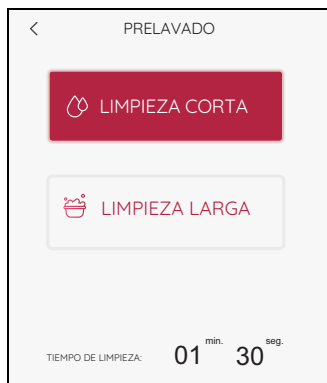 PRELAVADO
LIMPIEZA CORTA
LIMPIEZA LARGA
TIEMPO DE LIMPIEZA: 01 min. 30 seg.